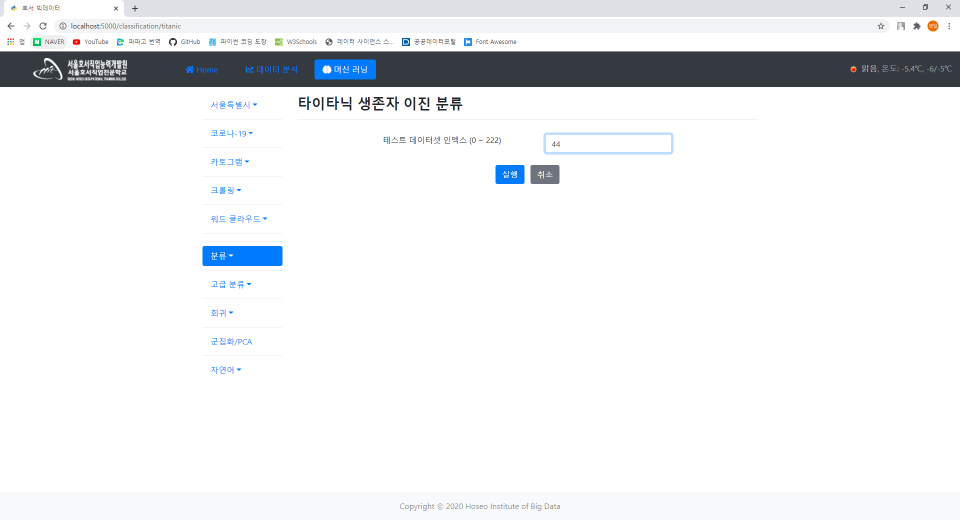 호서 빅데이터
localhost:5000/classification/titanic
앱 NAVER YouTube 파파고 번역 GitHub 파이썬 코딩 도장 W3Schools 데이터 사이언스 스... 공공데이터포털 Font Awesome
서울호서직업능력개발원
서울호서직업전문학교
Home 데이터 분석 머신 러닝 맑음, 온도: -5.4℃, -6/-5℃
서울특별시
코로나-19
카토그램
크롤링
워드 클라우드
분류
고급 분류
회귀
군집화/PCA
자연어
타이타닉 생존자 이진 분류
테스트 데이터셋 인덱스 (0 ~ 222) 44
실행 취소
Copyright © 2020 Hoseo Institute of Big Data